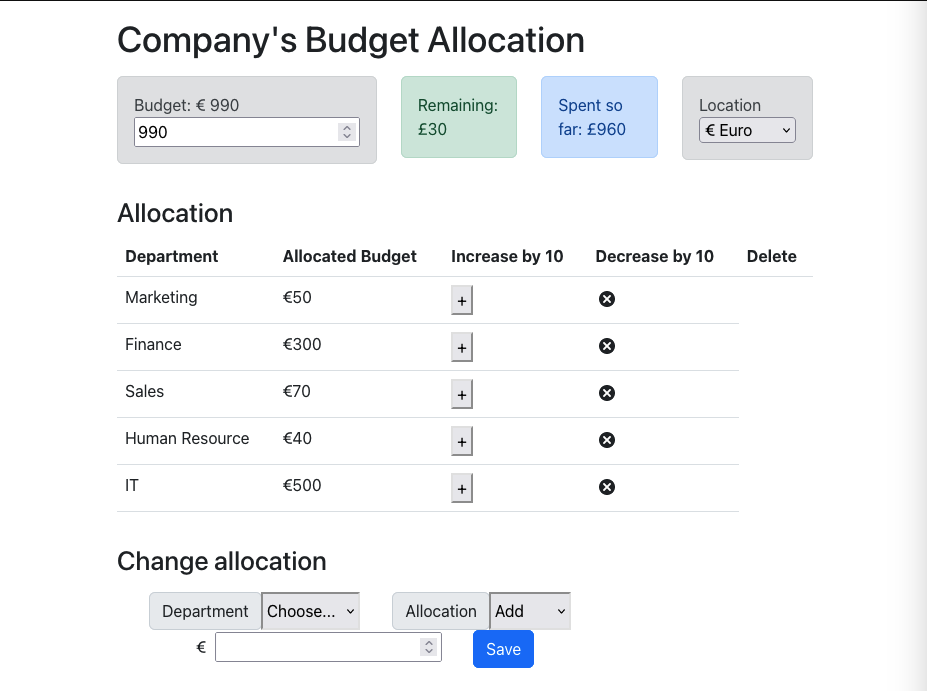 Company's Budget Allocation
Budget: € 990
990
Remaining:
£30
Spent so
far: £960
Location
€ Euro
Allocation
Department Allocated Budget Increase by 10 Decrease by 10 Delete
Marketing €50 +
Finance €300 +
Sales €70 +
Human Resource €40 +
IT €500 +
Change allocation
Department Choose... Allocation Add
€ Save